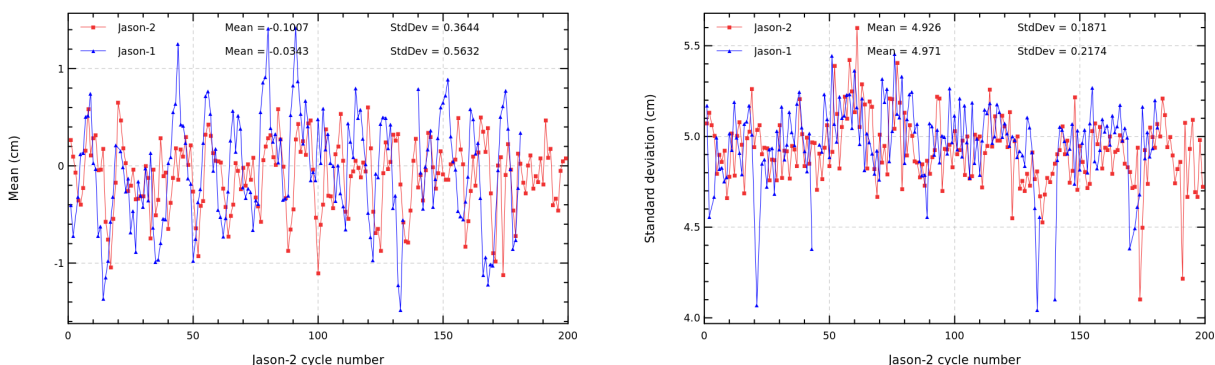 Jason-2 Mean = -0.1007 StdDev = 0.3644
Jason-1 Mean = -0.0343 StdDev = 0.5632
1
0
-1
Mean (cm)
0 50 100 150 200
Jason-2 cycle number
Jason-2 Mean = 4.926 StdDev = 0.1871
Jason-1 Mean = 4.971 StdDev = 0.2174
5.5
5.0
4.5
4.0
Standard deviation (cm)
0 50 100 150 200
Jason-2 cycle number